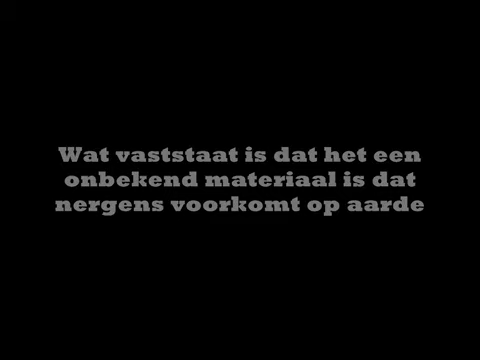 Wat vaststaat is dat het een
onbekend materiaal is dat
nergens voorkomt op aarde